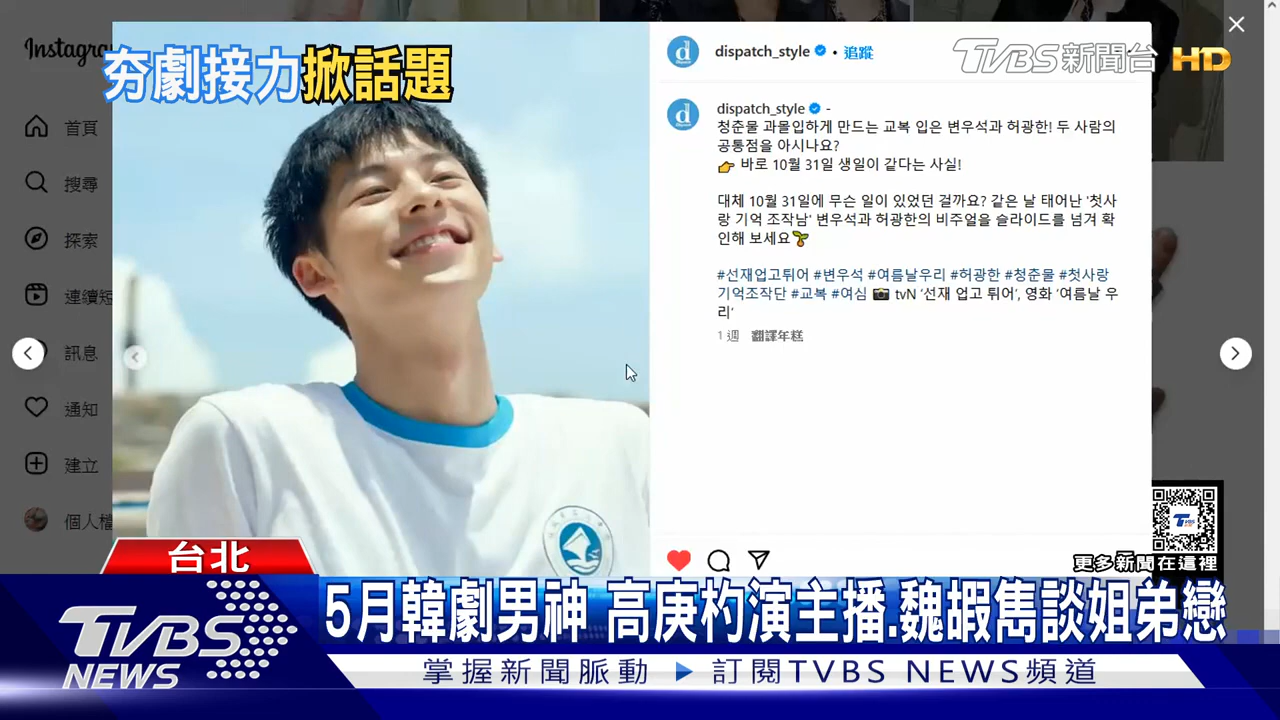 Instagra
夯劇接力掀話題
TVBS新聞台 HD
首頁
搜尋
探索
連續短
訊息
通知
建立
個人檔
dispatch_style • 追蹤
dispatch_style -
청춘물 과몰입하게 만드는 교복 입은 변우석과 허광한! 두 사람의
공통점을 아시나요?
👉 바로 10월 31일 생일이 같다는 사실!
대체 10월 31일에 무슨 일이 있었던 걸까요? 같은 날 태어난 '첫사
랑 기억 조작남' 변우석과 허광한의 비주얼을 슬라이드를 넘겨 확
인해 보세요🌱
#선재업고튀어 #변우석 #여름날우리 #허광한 #청춘물 #첫사랑
기억조작단 #교복 #여심 📸 tvN '선재 업고 튀어', 영화 '여름날 우
리'
1 週 翻譯年糕
TVBS
更多新聞在這裡
台北
5月韓劇男神 高庚杓演主播.魏嘏雋談姐弟戀
TVBS NEWS
掌握新聞脈動 ▶ 訂閱TVBS NEWS頻道